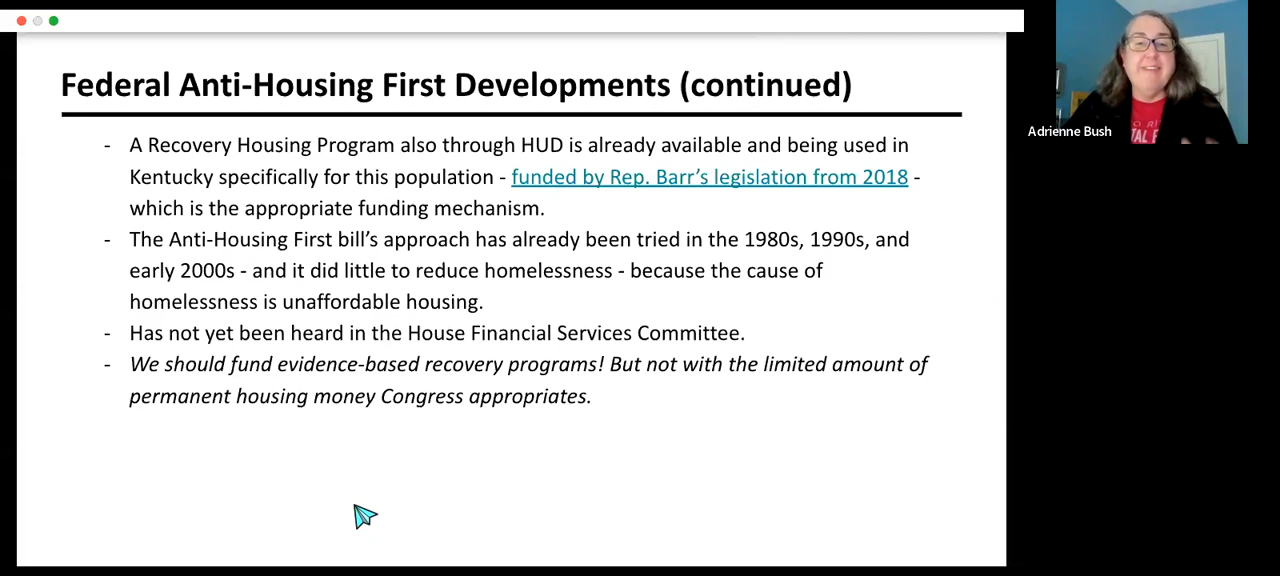 Federal Anti-Housing First Developments (continued)
- A Recovery Housing Program also through HUD is already available and being used in
Kentucky specifically for this population - funded by Rep. Barr's legislation from 2018 -
which is the appropriate funding mechanism.
- The Anti-Housing First bill's approach has already been tried in the 1980s, 1990s, and
early 2000s - and it did little to reduce homelessness - because the cause of
homelessness is unaffordable housing.
- Has not yet been heard in the House Financial Services Committee.
- We should fund evidence-based recovery programs! But not with the limited amount of
permanent housing money Congress appropriates.
Adrienne Bush